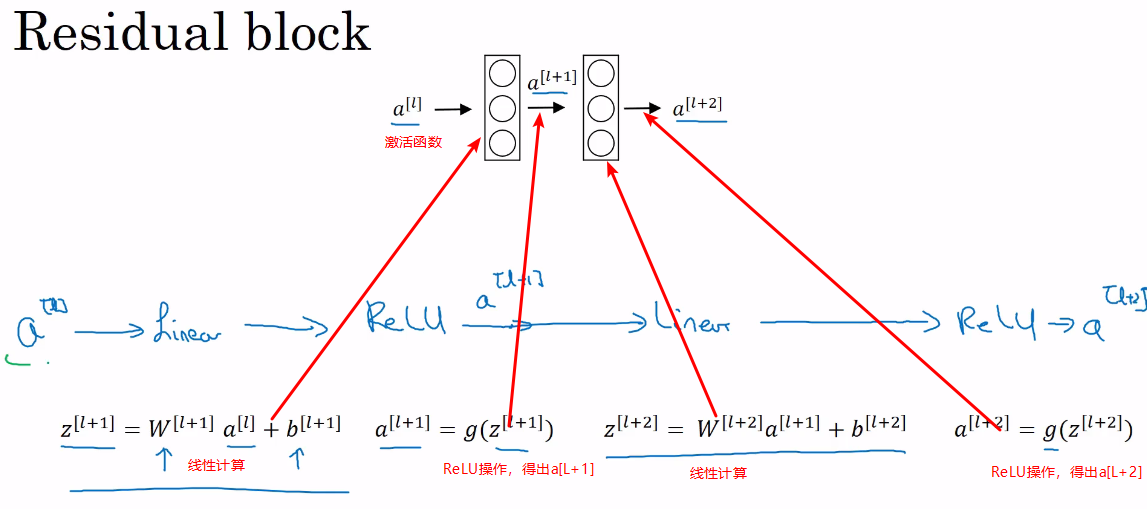 Residual block
a[l] a[l+1] a[l+2]
激活函数
a[l] Linear ReLU a[l+1] Linear ReLU a[l+2]
z[l+1] = W[l+1] a[l] + b[l+1] a[l+1] = g(z[l+1]) z[l+2] = W[l+2]a[l+1] + b[l+2] a[l+2] = g(z[l+2])
线性计算 ReLU操作，得出a[L+1] 线性计算 ReLU操作，得出a[L+2]